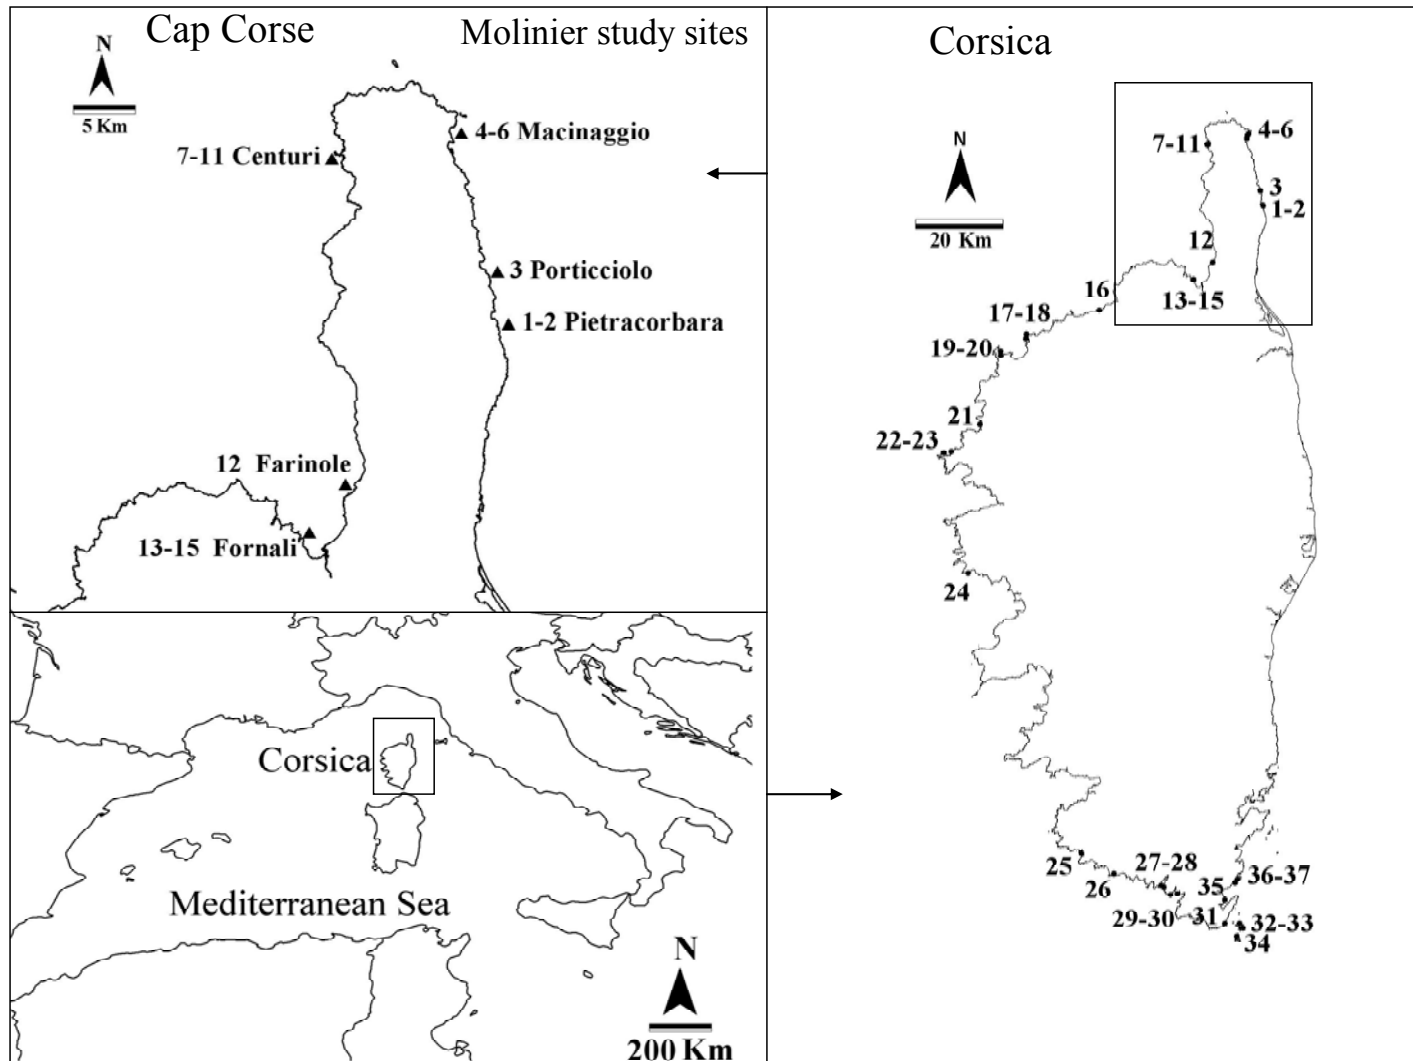 Cap Corse
Molinier study sites
N
5 Km
4-6 Macinaggio
7-11 Centuri
3 Porticciolo
1-2 Pietracorbara
12 Farinole
13-15 Fornali
Corsica
Mediterranean Sea
N
200 Km
Corsica
N
20 Km
4-6
7-11
3
1-2
12
13-15
16
17-18
19-20
21
22-23
24
25
26
27-28
29-30
35
36-37
31
32-33
34